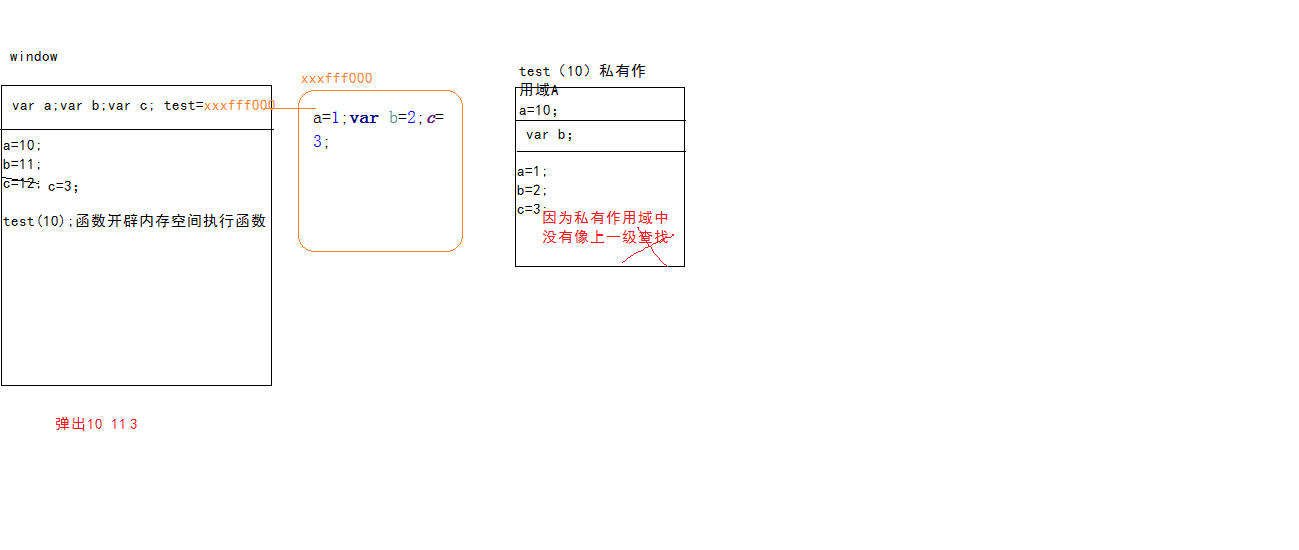 window
var a;var b;var c; test=xxxfff000
a=10;
b=11;
c=12; c=3;
test(10);函数开辟内存空间执行函数
xxxfff000
a=1;var b=2;c=
3;
test（10）私有作
用域A
a=10;
var b;
a=1;
b=2;
c=3;
因为私有作用域中
没有像上一级查找
弹出10 11 3